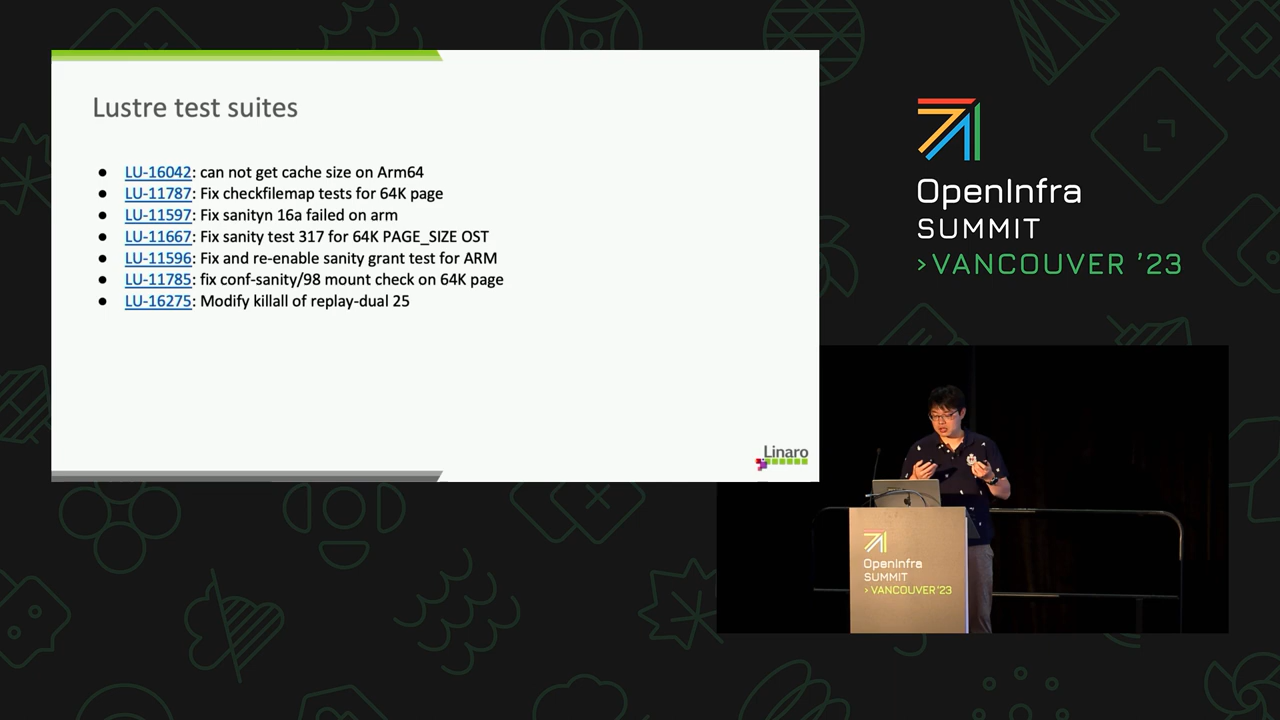 Lustre test suites
● LU-16042: can not get cache size on Arm64
● LU-11787: Fix checkfilemap tests for 64K page
● LU-11597: Fix sanityn 16a failed on arm
● LU-11667: Fix sanity test 317 for 64K PAGE_SIZE OST
● LU-11596: Fix and re-enable sanity grant test for ARM
● LU-11785: fix conf-sanity/98 mount check on 64K page
● LU-16275: Modify killall of replay-dual 25
Linaro
OpenInfra
SUMMIT
>VANCOUVER '23
OpenInfra
SUMMIT
>VANCOUVER '23